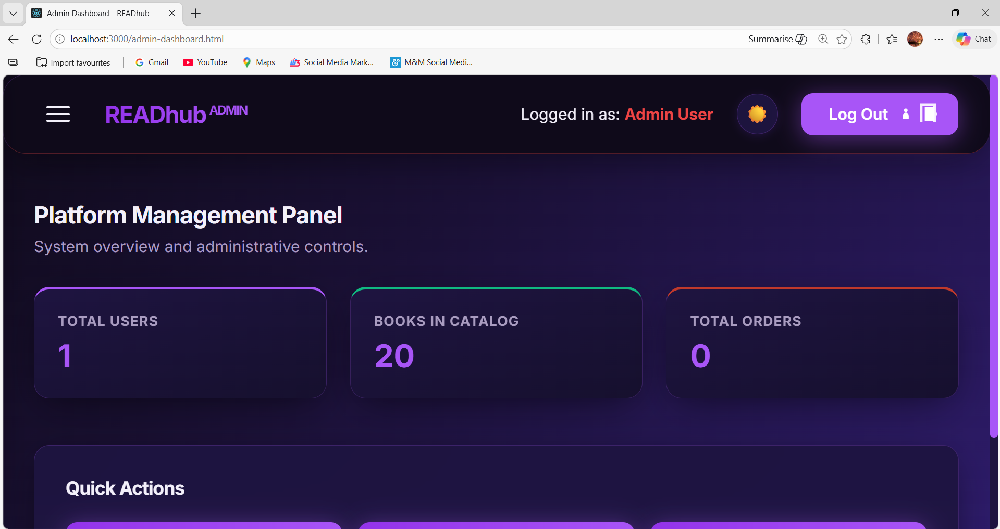 Admin Dashboard - READhub
localhost:3000/admin-dashboard.html
Summarise
Chat
Import favourites
Gmail
YouTube
Maps
Social Media Mark...
M&M Social Medi...
READhub ADMIN
Logged in as: Admin User
Log Out
Platform Management Panel
System overview and administrative controls.
TOTAL USERS
1
BOOKS IN CATALOG
20
TOTAL ORDERS
0
Quick Actions